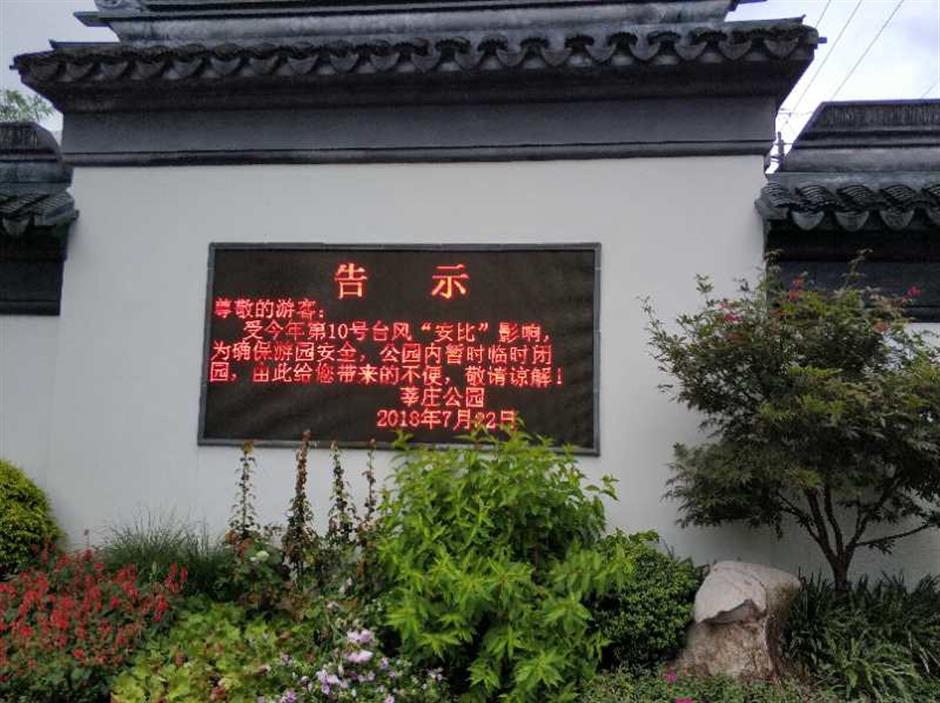 告 示
尊敬的游客：
受今年第10号台风“安比”影响，
为确保游园安全，公园内暂时临时闭
园，由此给您带来的不便，敬请谅解！
莘庄公园
2018年7月22日